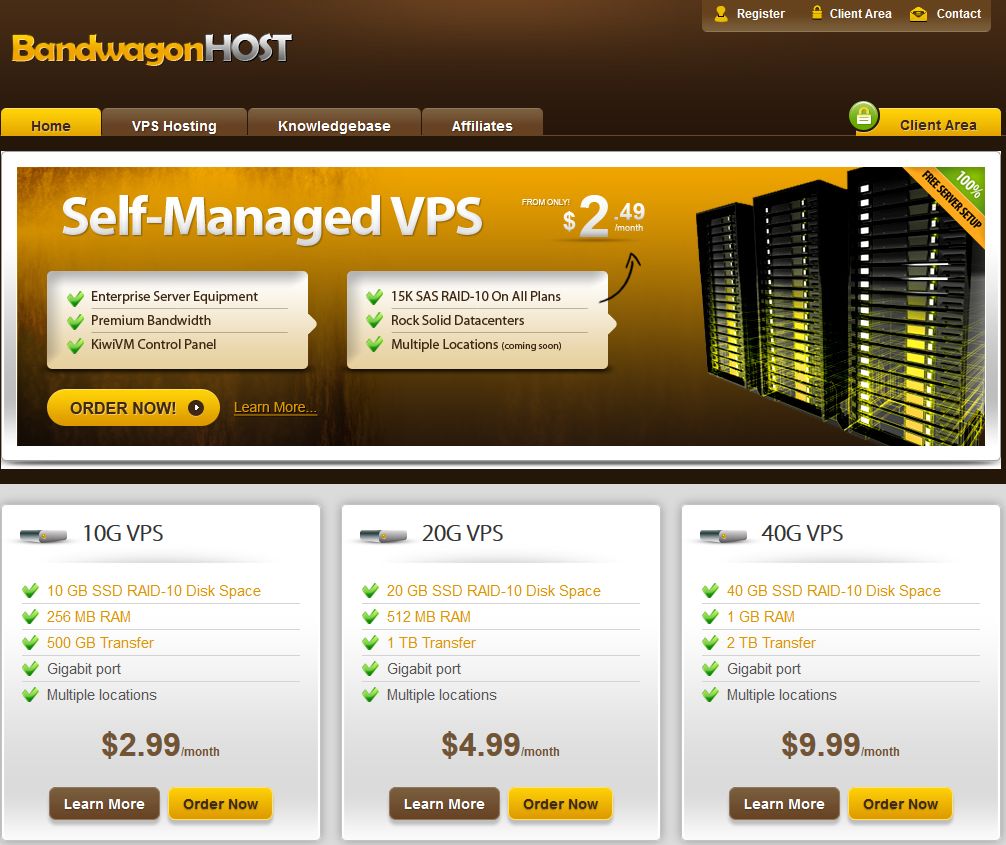 Register
Client Area
Contact
BandwagonHOST
Home
VPS Hosting
Knowledgebase
Affiliates
Client Area
Self-Managed VPS
FROM ONLY!
$2.49
/month
100%
FREE SERVER SETUP
Enterprise Server Equipment
Premium Bandwidth
KiwiVM Control Panel
15K SAS RAID-10 On All Plans
Rock Solid Datacenters
Multiple Locations (coming soon)
ORDER NOW!
Learn More...
10G VPS
10 GB SSD RAID-10 Disk Space
256 MB RAM
500 GB Transfer
Gigabit port
Multiple locations
$2.99/month
Learn More
Order Now
20G VPS
20 GB SSD RAID-10 Disk Space
512 MB RAM
1 TB Transfer
Gigabit port
Multiple locations
$4.99/month
Learn More
Order Now
40G VPS
40 GB SSD RAID-10 Disk Space
1 GB RAM
2 TB Transfer
Gigabit port
Multiple locations
$9.99/month
Learn More
Order Now